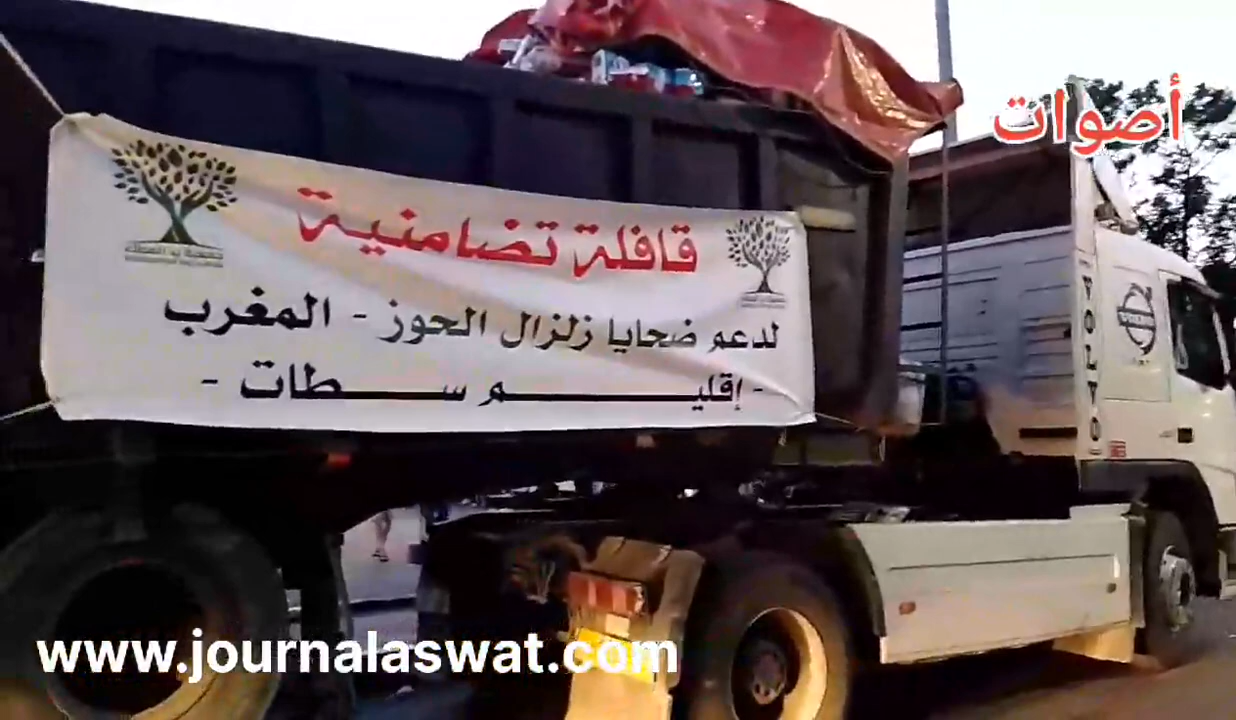 أصوات
قافلة تضامنية
لدعم ضحايا زلزال الحوز - المغرب
- إقليم سطات -
VOLVO
www.journalaswat.com